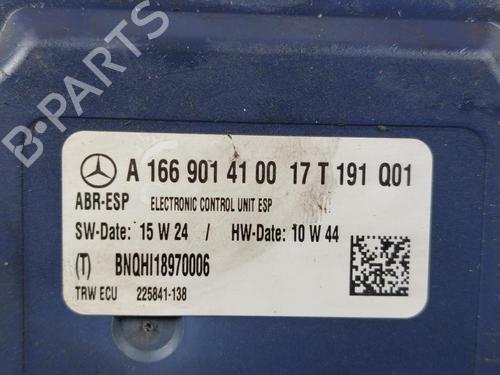 B-PARTS
A 166 901 41 00 17 T 191 Q01
ABR-ESP ELECTRONIC CONTROL UNIT ESP
SW-Date: 15 W 24 / HW-Date: 10 W 44
(T) BNQHI18970006
TRW ECU 225841-138